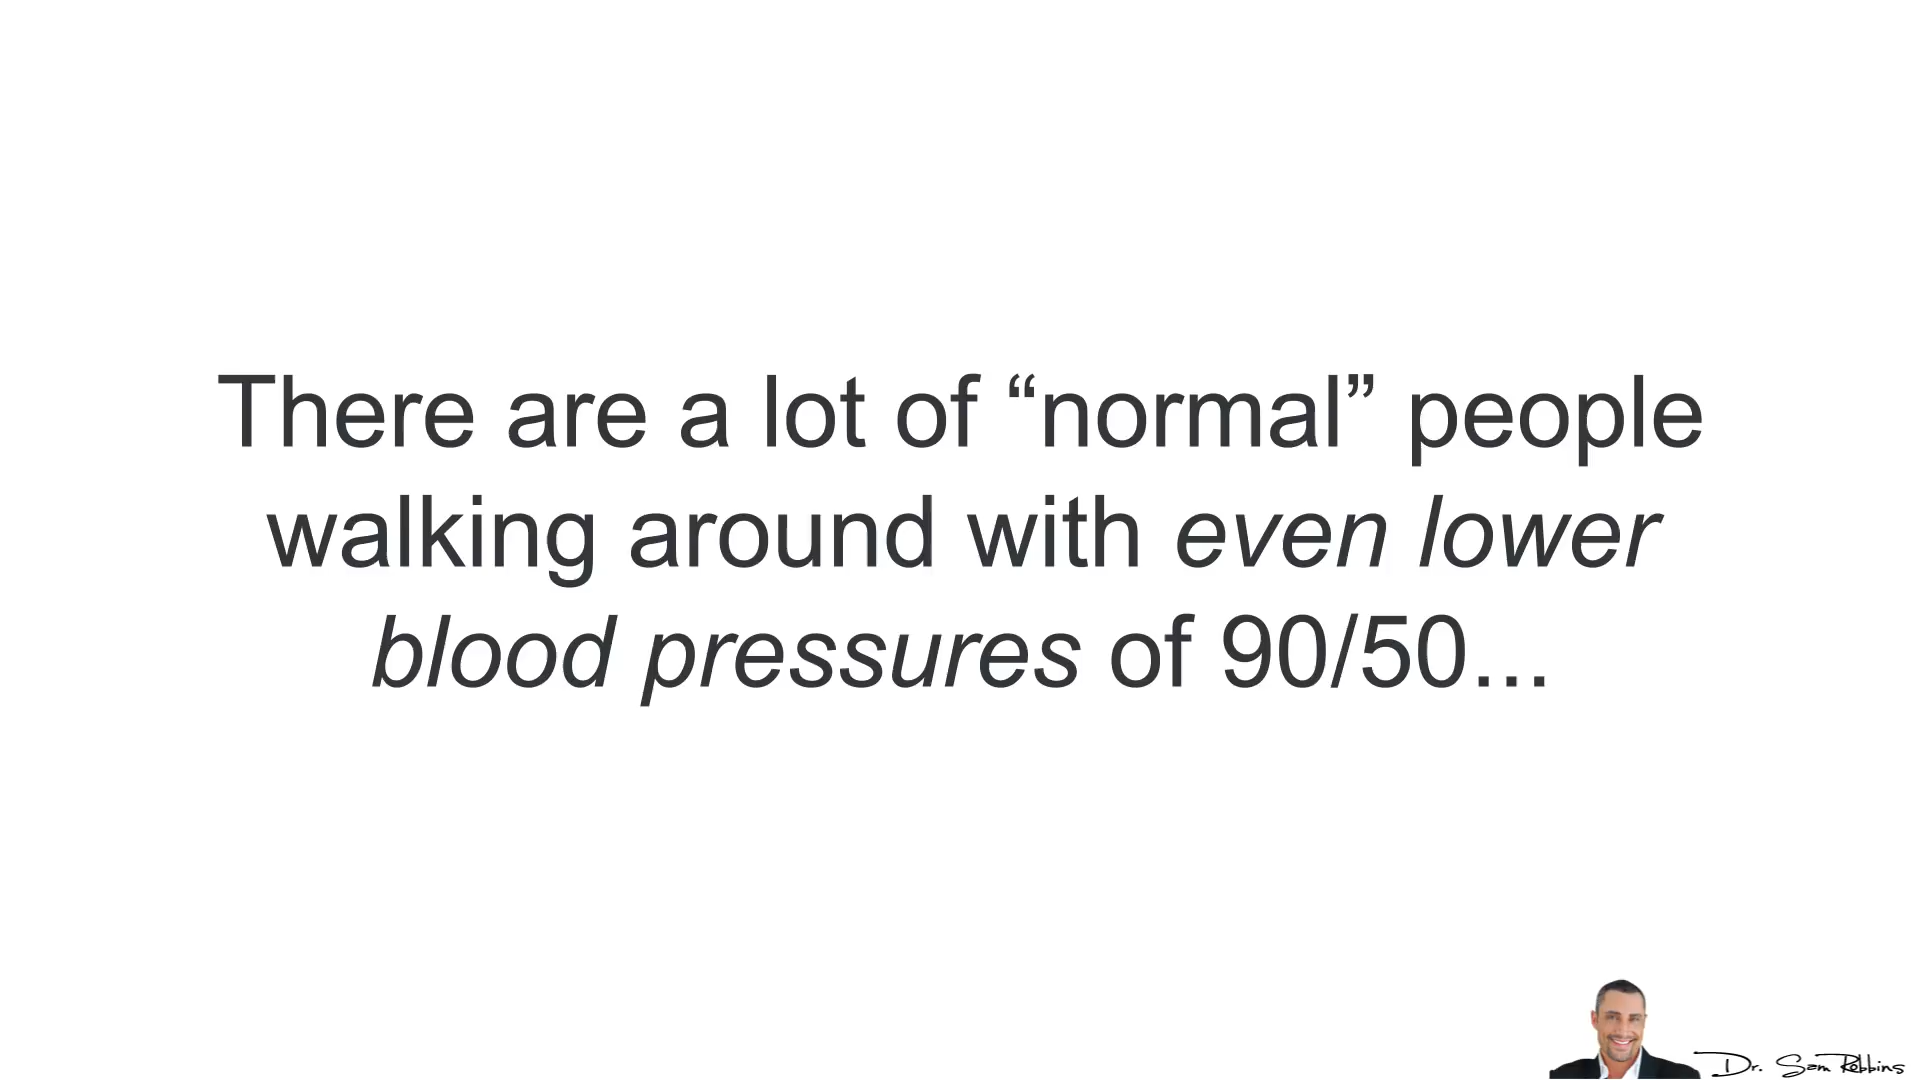 There are a lot of “normal” people
walking around with even lower
blood pressures of 90/50...
Dr. Sam Robbins